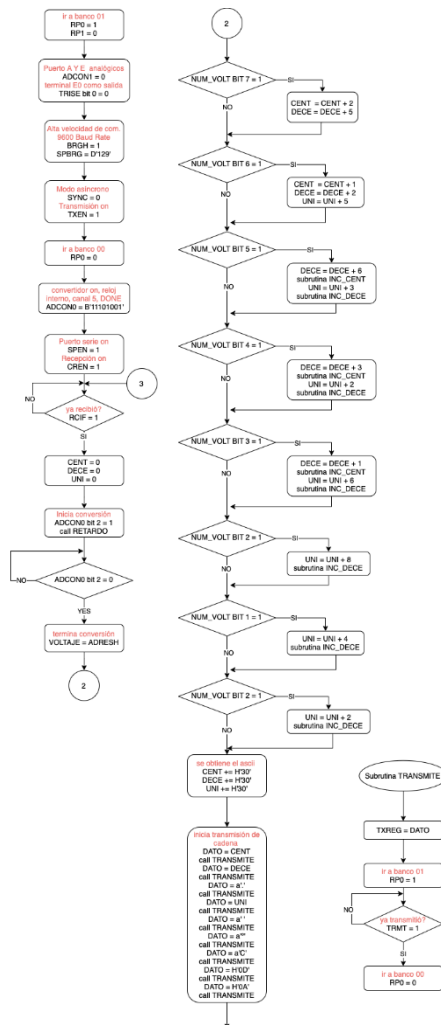 Ir a banco 01
RP0 = 1
RP1 = 0
Puerto A Y E analógicos
ADCON1 = 0
terminal E0 como salida
TRISE bit 0 = 0
Alta velocidad de com.
9600 Baud Rate
BRGH = 1
SPBRG = D'129'
Modo asíncrono
SYNC = 0
Transmisión on
TXEN = 1
Ir a banco 00
RP0 = 0
convertidor on, reloj
interno, canal 5, DONE
ADCON0 = B'11101001'
Puerto serie on
SPEN = 1
Recepción on
CREN = 1
3
NO
ya recibió?
RCIF = 1
SI
CENT = 0
DECE = 0
UNI = 0
Inicia conversión
ADCON0 bit 2 = 1
call RETARDO
NO
ADCON0 bit 2 = 0
YES
termina conversión
VOLTAJE = ADRESH
2
2
NUM_VOLT BIT 7 = 1
SI
CENT = CENT + 2
DECE = DECE + 5
NO
NUM_VOLT BIT 6 = 1
SI
CENT = CENT + 1
DECE = DECE + 2
UNI = UNI + 5
NO
NUM_VOLT BIT 5 = 1
SI
DECE = DECE + 6
subrutina INC_CENT
UNI = UNI + 3
subrutina INC_DECE
NO
NUM_VOLT BIT 4 = 1
SI
DECE = DECE + 3
subrutina INC_CENT
UNI = UNI + 2
subrutina INC_DECE
NO
NUM_VOLT BIT 3 = 1
SI
DECE = DECE + 1
subrutina INC_CENT
UNI = UNI + 6
subrutina INC_DECE
NO
NUM_VOLT BIT 2 = 1
SI
UNI = UNI + 8
subrutina INC_DECE
NO
NUM_VOLT BIT 1 = 1
SI
UNI = UNI + 4
subrutina INC_DECE
NO
NUM_VOLT BIT 2 = 1
SI
UNI = UNI + 2
subrutina INC_DECE
NO
se obtiene el ascii
CENT += H'30'
DECE += H'30'
UNI += H'30'
inicia transmisión de
cadena
DATO = CENT
call TRANSMITE
DATO = DECE
call TRANSMITE
DATO = a'.'
call TRANSMITE
DATO = UNI
call TRANSMITE
DATO = a' '
call TRANSMITE
DATO = a'°'
call TRANSMITE
DATO = a'C'
call TRANSMITE
DATO = H'0D'
call TRANSMITE
DATO = H'0A'
call TRANSMITE
Subrutina TRANSMITE
TXREG = DATO
ir a banco 01
RP0 = 1
NO
ya transmitió?
TRMT = 1
SI
ir a banco 00
RP0 = 0